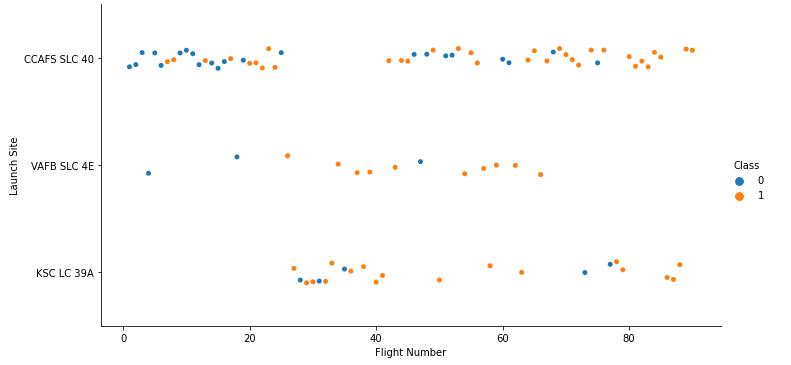 CCAFS SLC 40
VAFB SLC 4E
KSC LC 39A
Launch Site
0 20 40 60 80
Flight Number
Class
0
1